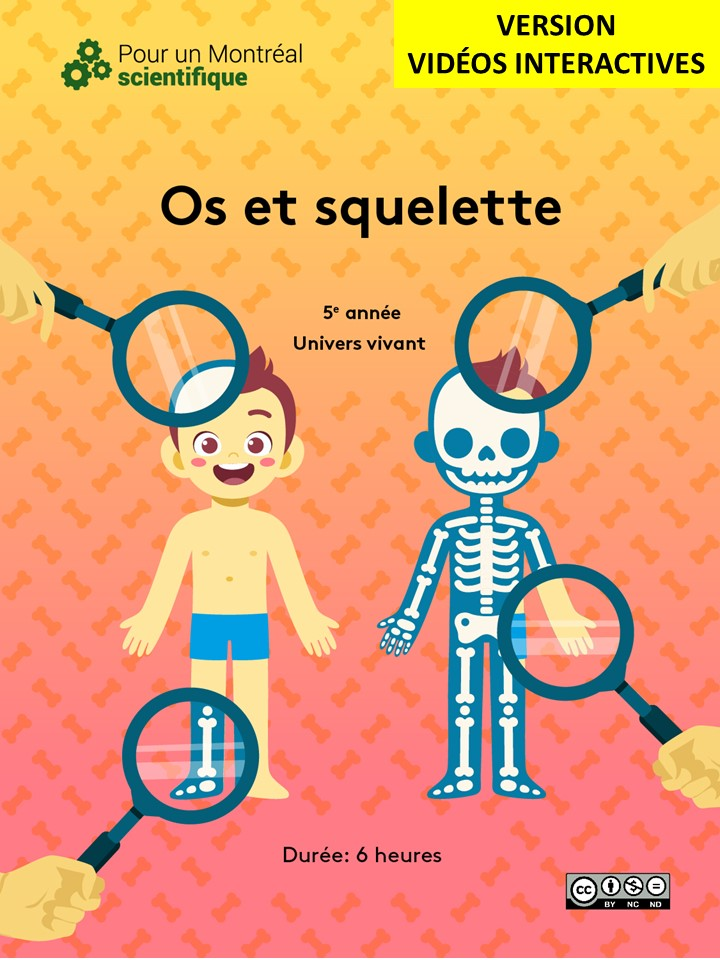 VERSION
VIDÉOS INTERACTIVES
Pour un Montréal
scientifique
Os et squelette
5e année
Univers vivant
Durée: 6 heures
cc
BY NC ND